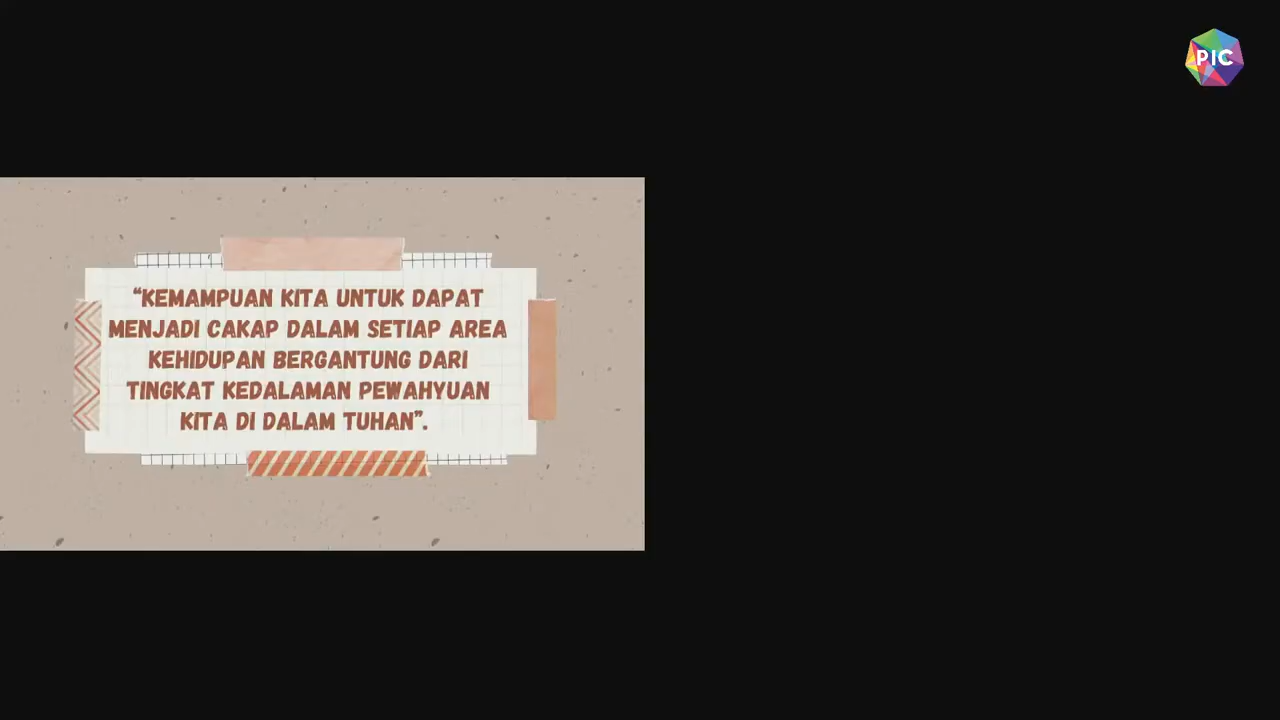 PIC
“KEMAMPUAN KITA UNTUK DAPAT
MENJADI CAKAP DALAM SETIAP AREA
KEHIDUPAN BERGANTUNG DARI
TINGKAT KEDALAMAN PEWAHYUAN
KITA DI DALAM TUHAN”.